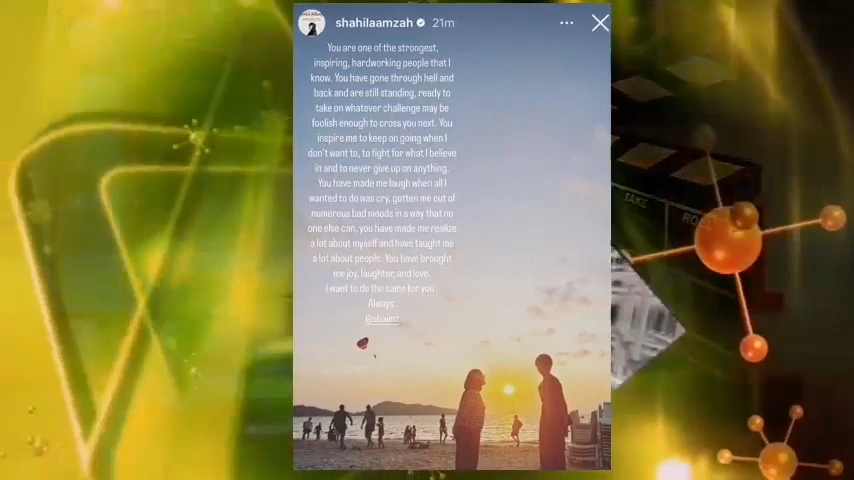 shahilaamzah 21m
You are one of the strongest,
inspiring, hardworking people that I
know. You have gone through hell and
back and are still standing, ready to
take on whatever challenge may be
foolish enough to cross you next. You
inspire me to keep on going when I
don't want to, to fight for what I believe
in and to never give up on anything.
You have made me laugh when all I
wanted to do was cry, gotten me out of
numerous bad moods in a way that no
one else can, you have made me realize
a lot about myself and have taught me
a lot about people. You have brought
me joy, laughter, and love.
I want to do the same for you.
Always.
TAKE